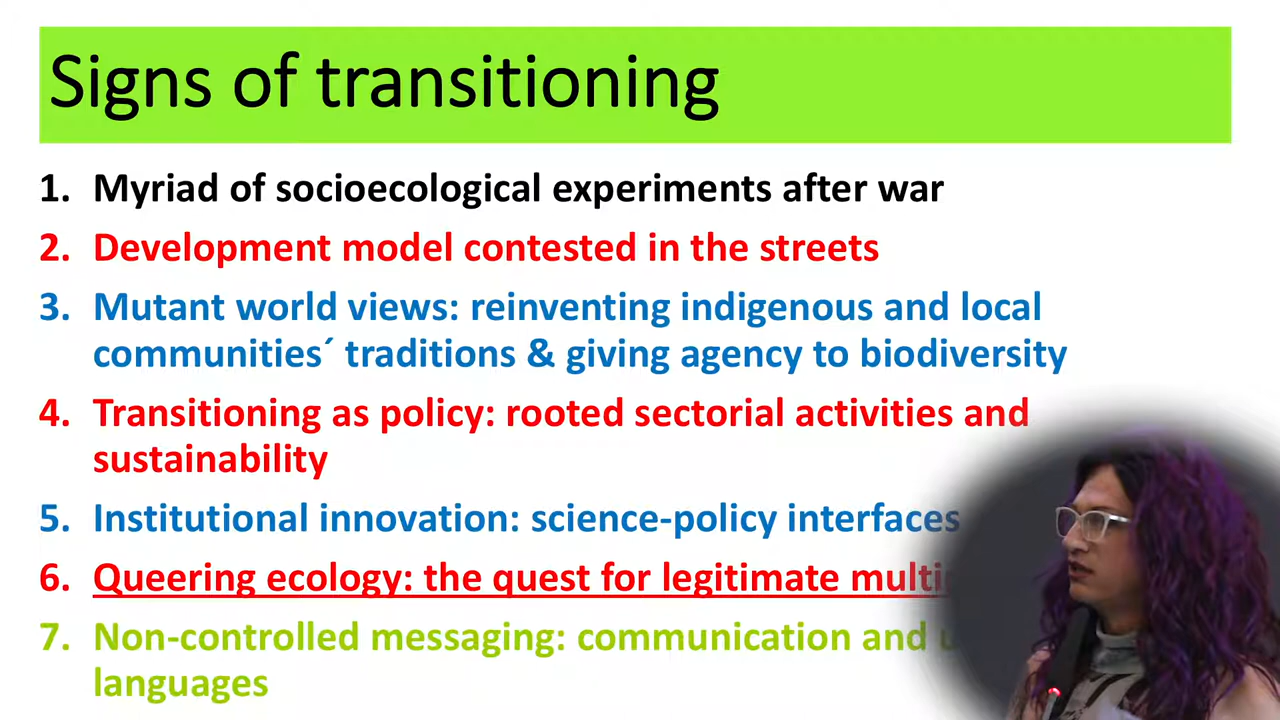 Signs of transitioning
1. Myriad of socioecological experiments after war
2. Development model contested in the streets
3. Mutant world views: reinventing indigenous and local
communities´ traditions & giving agency to biodiversity
4. Transitioning as policy: rooted sectorial activities and
sustainability
5. Institutional innovation: science-policy interfaces
6. Queering ecology: the quest for legitimate
7. Non-controlled messaging: communication and
languages